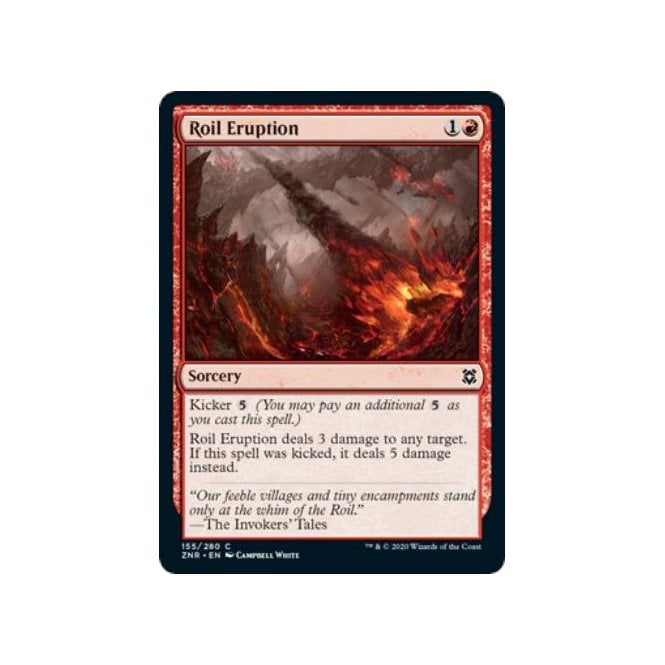 Roil Eruption 1
Sorcery
Kicker 5 (You may pay an additional 5 as
you cast this spell.)
Roil Eruption deals 3 damage to any target.
If this spell was kicked, it deals 5 damage
instead.
“Our feeble villages and tiny encampments stand
only at the whim of the Roil.”
—The Invokers’ Tales
155/280 C
ZNR • EN Campbell White
™ & © 2020 Wizards of the Coast